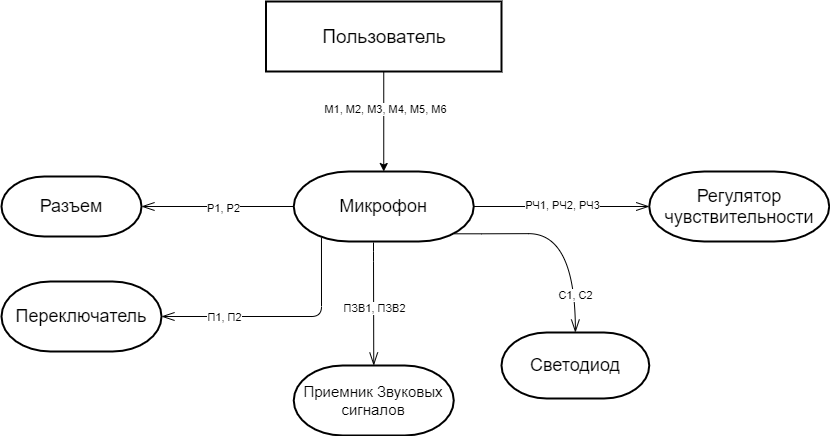 Пользователь
М1, М2, М3, М4, М5, М6
Разъем
Р1, Р2
Микрофон
РЧ1, РЧ2, РЧ3
Регулятор
чувствительности
Переключатель
П1, П2
ПЗВ1, ПЗВ2
С1, С2
Светодиод
Приемник Звуковых
сигналов